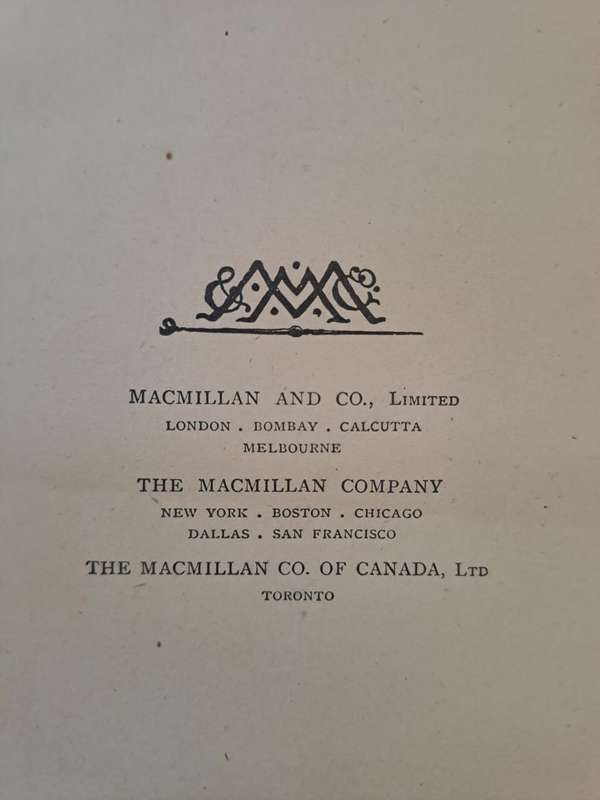 MACMILLAN AND CO., LIMITED
LONDON . BOMBAY . CALCUTTA
MELBOURNE
THE MACMILLAN COMPANY
NEW YORK . BOSTON . CHICAGO
DALLAS . SAN FRANCISCO
THE MACMILLAN CO. OF CANADA, LTD
TORONTO